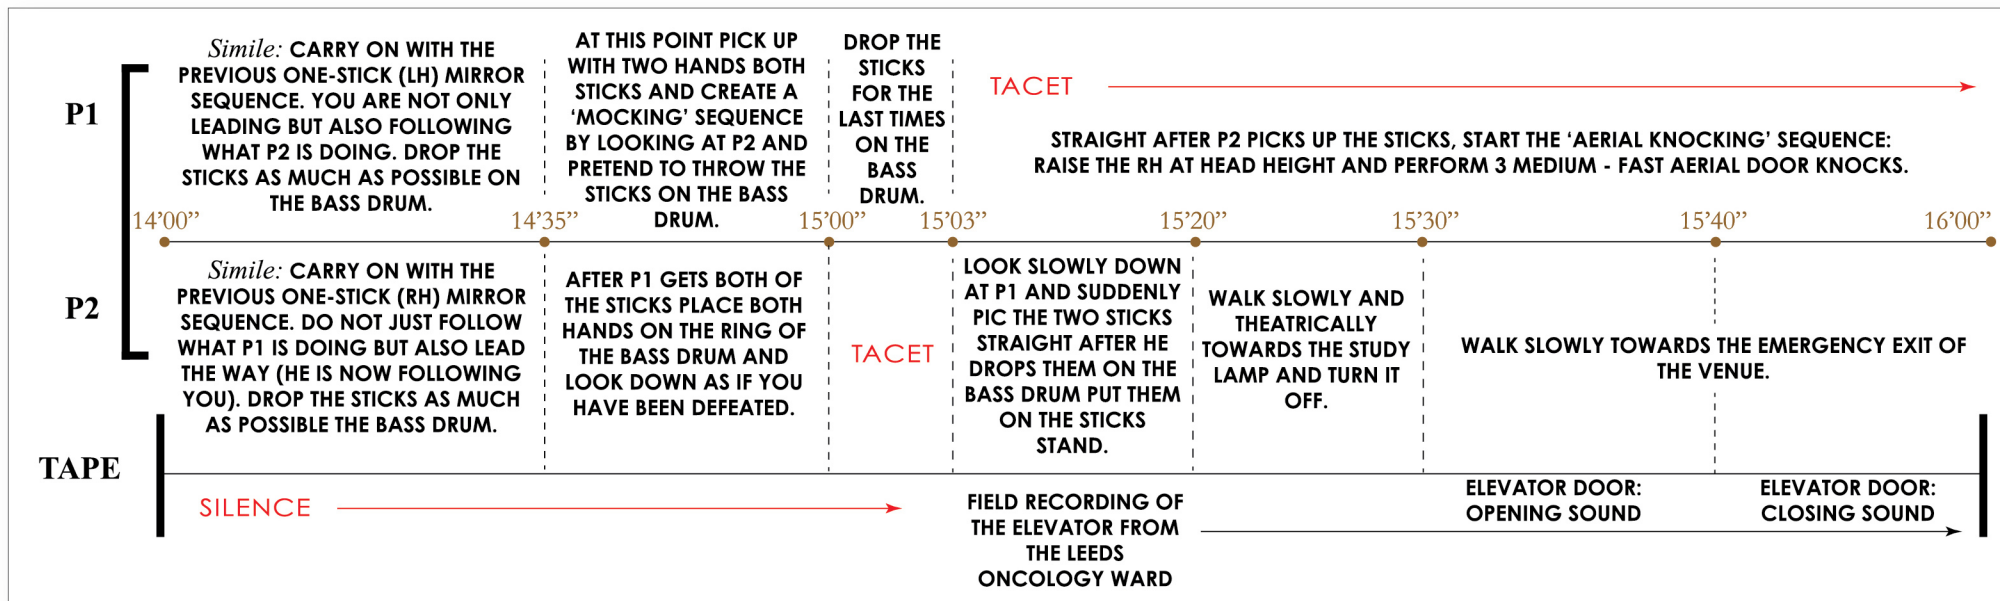 P1
Simile: CARRY ON WITH THE
PREVIOUS ONE-STICK (LH) MIRROR
SEQUENCE. YOU ARE NOT ONLY
LEADING BUT ALSO FOLLOWING
WHAT P2 IS DOING. DROP THE
STICKS AS MUCH AS POSSIBLE ON
THE BASS DRUM.
AT THIS POINT PICK UP
WITH TWO HANDS BOTH
STICKS AND CREATE A
‘MOCKING’ SEQUENCE
BY LOOKING AT P2 AND
PRETEND TO THROW THE
STICKS ON THE BASS
DRUM.
DROP THE
STICKS
FOR THE
LAST TIMES
ON THE
BASS
DRUM.
TACET
STRAIGHT AFTER P2 PICKS UP THE STICKS, START THE ‘AERIAL KNOCKING’ SEQUENCE:
RAISE THE RH AT HEAD HEIGHT AND PERFORM 3 MEDIUM - FAST AERIAL DOOR KNOCKS.
14’00” 14’35” 15’00” 15’03” 15’20” 15’30” 15’40” 16’00”
P2
Simile: CARRY ON WITH THE
PREVIOUS ONE-STICK (RH) MIRROR
SEQUENCE. DO NOT JUST FOLLOW
WHAT P1 IS DOING BUT ALSO LEAD
THE WAY (HE IS NOW FOLLOWING
YOU). DROP THE STICKS AS MUCH
AS POSSIBLE THE BASS DRUM.
AFTER P1 GETS BOTH OF
THE STICKS PLACE BOTH
HANDS ON THE RING OF
THE BASS DRUM AND
LOOK DOWN AS IF YOU
HAVE BEEN DEFEATED.
TACET
LOOK SLOWLY DOWN
AT P1 AND SUDDENLY
PIC THE TWO STICKS
STRAIGHT AFTER HE
DROPS THEM ON THE
BASS DRUM PUT THEM
ON THE STICKS
STAND.
WALK SLOWLY AND
THEATRICALLY
TOWARDS THE STUDY
LAMP AND TURN IT
OFF.
WALK SLOWLY TOWARDS THE EMERGENCY EXIT OF
THE VENUE.
TAPE
SILENCE
FIELD RECORDING OF
THE ELEVATOR FROM
THE LEEDS
ONCOLOGY WARD
ELEVATOR DOOR:
OPENING SOUND
ELEVATOR DOOR:
CLOSING SOUND